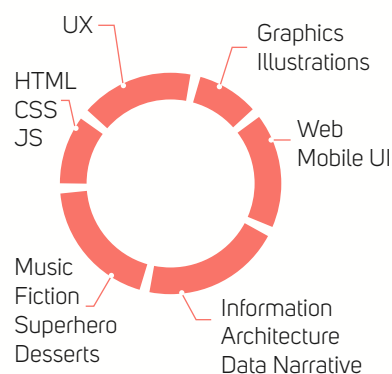 UX
Graphics
Illustrations
HTML
CSS
JS
Web
Mobile UI
Music
Fiction
Superhero
Desserts
Information
Architecture
Data Narrative